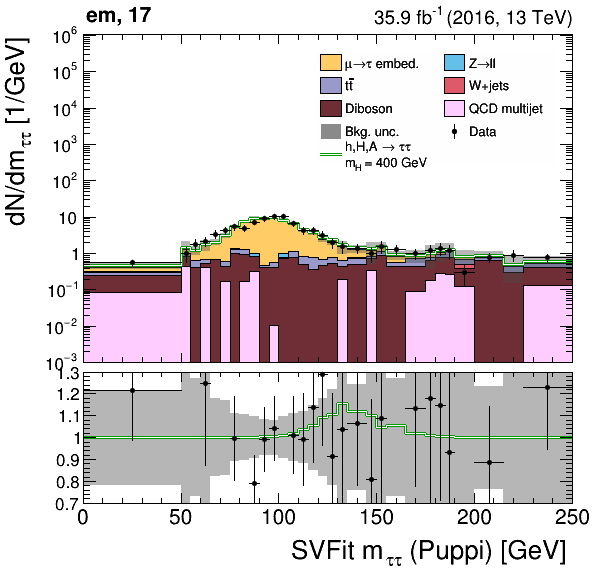 em, 17
35.9 fb⁻¹ (2016, 13 TeV)
dN/dm_ττ [1/GeV]
10⁶
10⁵
10⁴
10³
10²
10
1
10⁻¹
10⁻²
10⁻³
μ→τ embed.
Z→ll
tt̄
W+jets
Diboson
QCD multijet
Bkg. unc.
Data
h,H,A → ττ
m_H = 400 GeV
1.3
1.2
1.1
1
0.9
0.8
0.7
0 50 100 150 200 250
SVFit m_ττ (Puppi) [GeV]